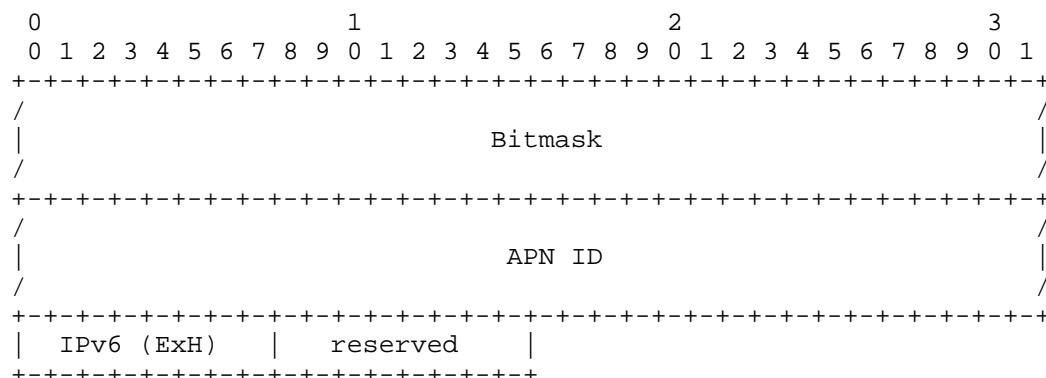 0                   1                   2                   3
 0 1 2 3 4 5 6 7 8 9 0 1 2 3 4 5 6 7 8 9 0 1 2 3 4 5 6 7 8 9 0 1
+-+-+-+-+-+-+-+-+-+-+-+-+-+-+-+-+-+-+-+-+-+-+-+-+-+-+-+-+-+-+-+-+
/                                                               /
|                             Bitmask                           |
/                                                               /
+-+-+-+-+-+-+-+-+-+-+-+-+-+-+-+-+-+-+-+-+-+-+-+-+-+-+-+-+-+-+-+-+
/                                                               /
|                              APN ID                           |
/                                                               /
+-+-+-+-+-+-+-+-+-+-+-+-+-+-+-+-+-+-+-+-+-+-+-+-+-+-+-+-+-+-+-+-+
|  IPv6 (ExH)   |   reserved    |
+-+-+-+-+-+-+-+-+-+-+-+-+-+-+-+-+